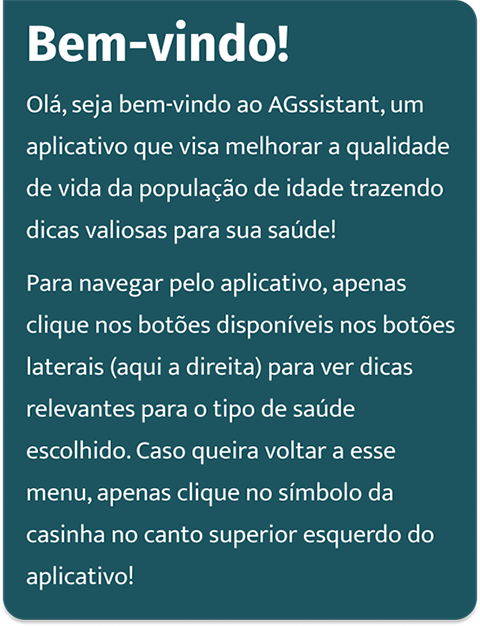 Bem-vindo!
Olá, seja bem-vindo ao AGssistant, um
aplicativo que visa melhorar a qualidade
de vida da população de idade trazendo
dicas valiosas para sua saúde!
Para navegar pelo aplicativo, apenas
clique nos botões disponíveis nos botões
laterais (aqui a direita) para ver dicas
relevantes para o tipo de saúde
escolhido. Caso queira voltar a esse
menu, apenas clique no símbolo da
casinha no canto superior esquerdo do
aplicativo!